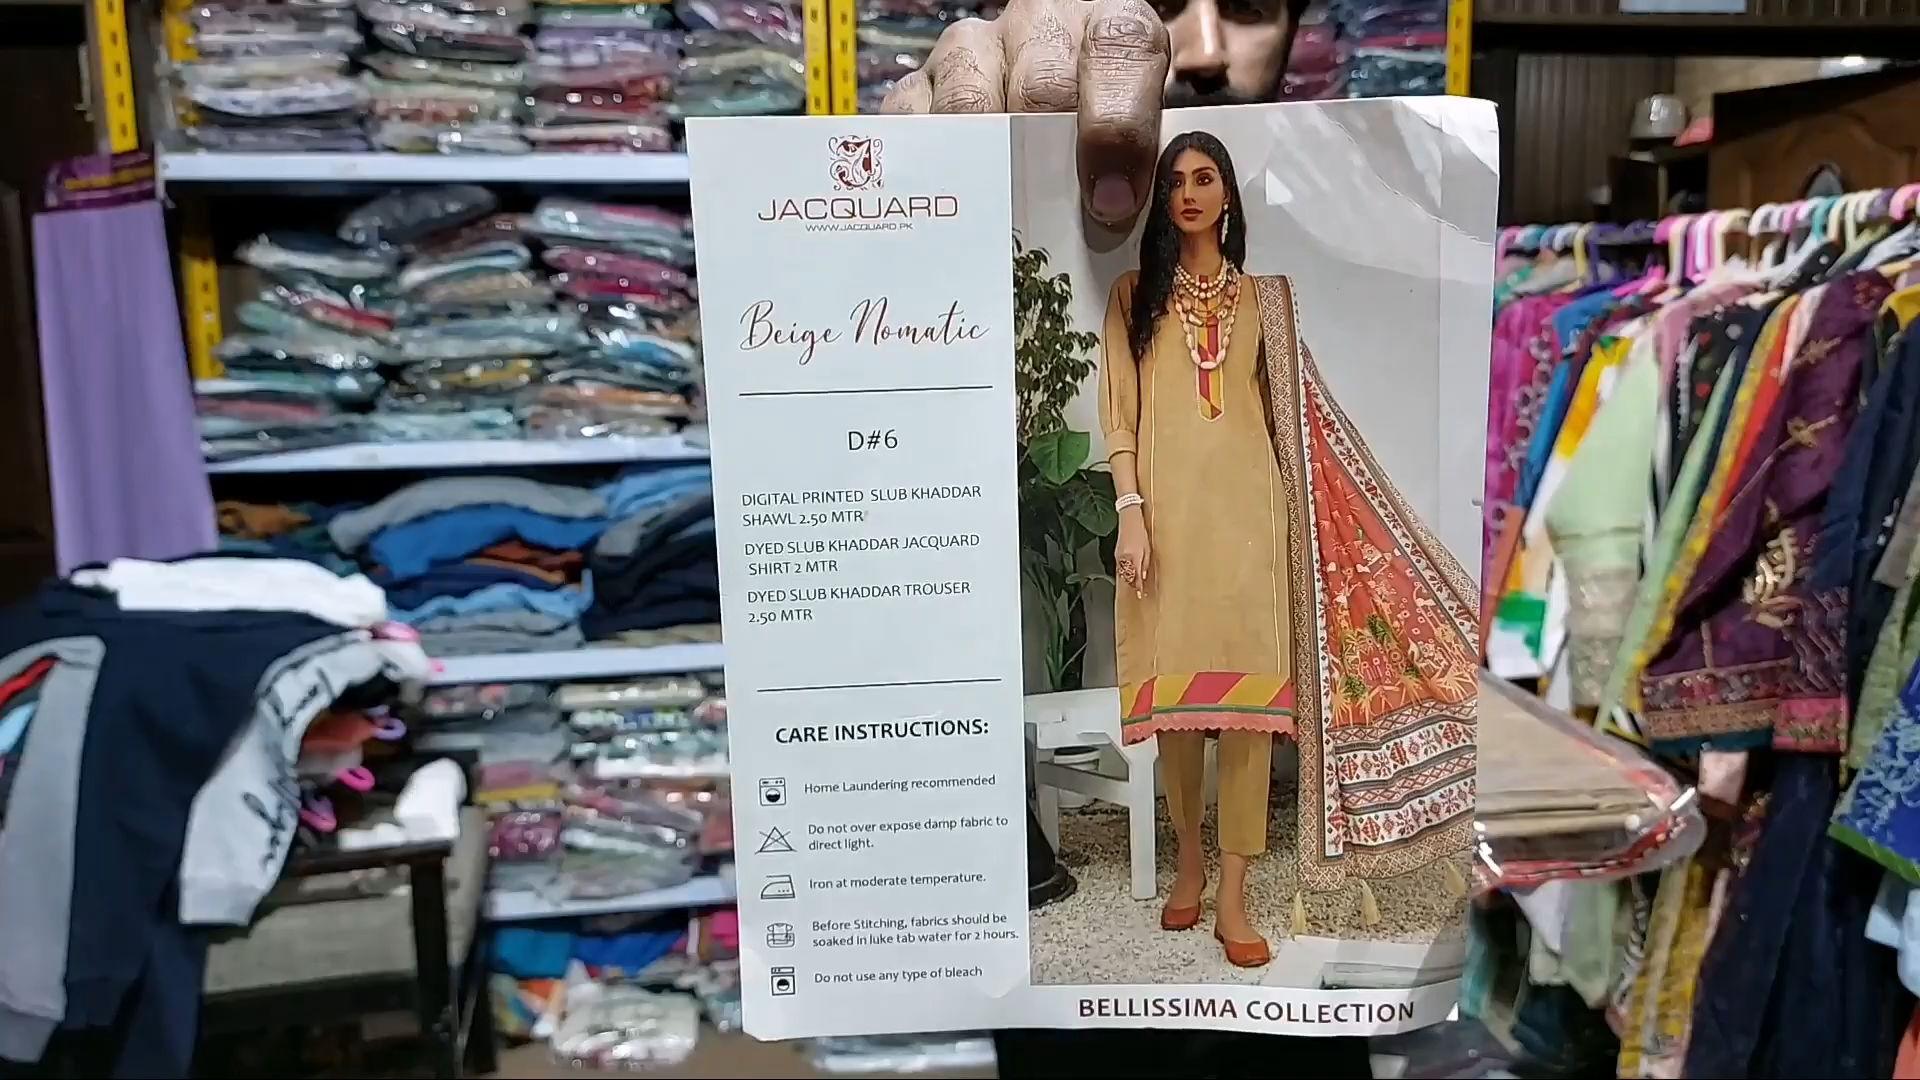 JACQUARD
WWW.JACQUARD.PK
Beige Nomatic
D#6
DIGITAL PRINTED SLUB KHADDAR
SHAWL 2.50 MTR
DYED SLUB KHADDAR JACQUARD
SHIRT 2 MTR
DYED SLUB KHADDAR TROUSER
2.50 MTR
CARE INSTRUCTIONS:
Home Laundering recommended
Do not over expose damp fabric to
direct light.
Iron at moderate temperature.
Before Stitching, fabrics should be
soaked in luke tab water for 2 hours.
Do not use any type of bleach
BELLISSIMA COLLECTION